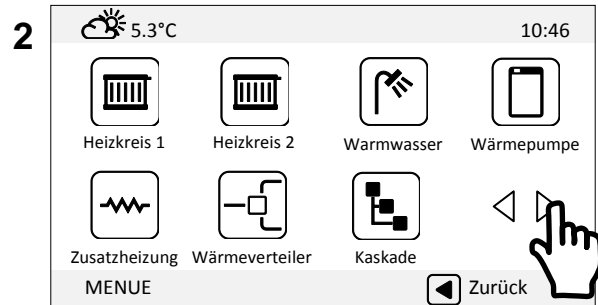 2
5.3°C 10:46
Heizkreis 1 Heizkreis 2 Warmwasser Wärmepumpe
Zusatzheizung Wärmeverteiler Kaskade
MENUE Zurück